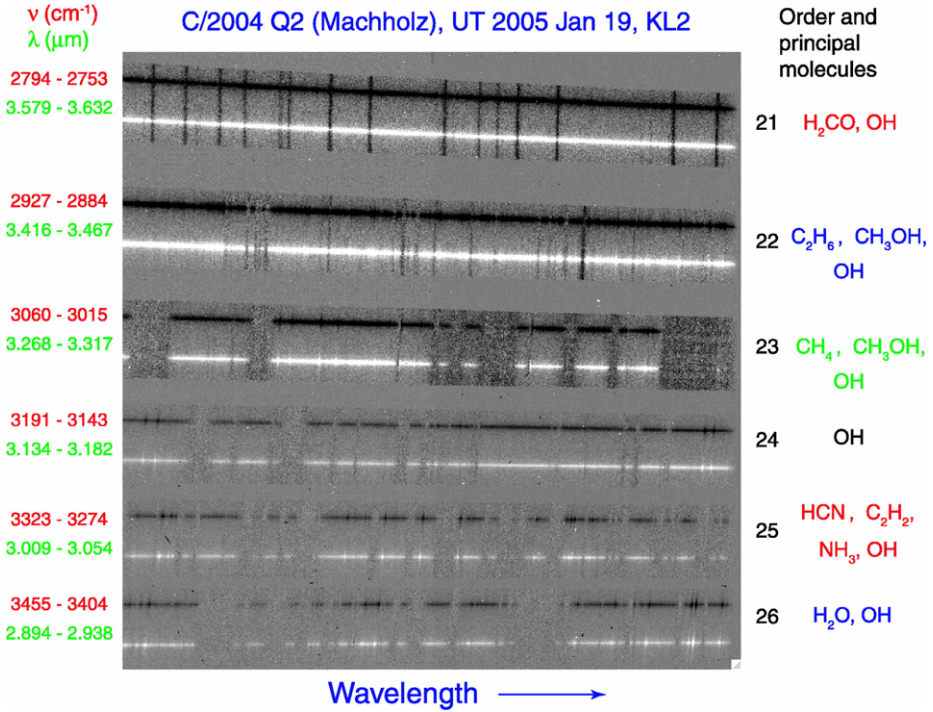 ν (cm⁻¹)
λ (μm)
C/2004 Q2 (Machholz), UT 2005 Jan 19, KL2
Order and
principal
molecules
2794 - 2753
3.579 - 3.632
21 H₂CO, OH
2927 - 2884
3.416 - 3.467
22 C₂H₆, CH₃OH,
OH
3060 - 3015
3.268 - 3.317
23 CH₄, CH₃OH,
OH
3191 - 3143
3.134 - 3.182
24 OH
3323 - 3274
3.009 - 3.054
25 HCN, C₂H₂,
NH₃, OH
3455 - 3404
2.894 - 2.938
26 H₂O, OH
Wavelength